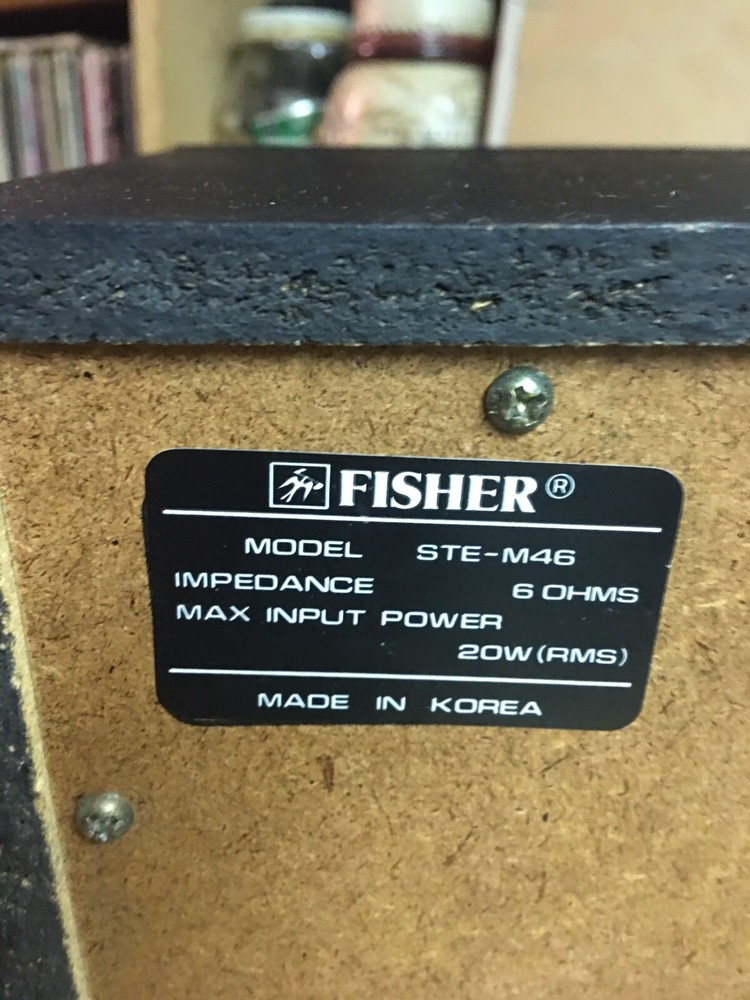 FISHER®
MODEL STE-M46
IMPEDANCE 6 OHMS
MAX INPUT POWER
20W(RMS)
MADE IN KOREA